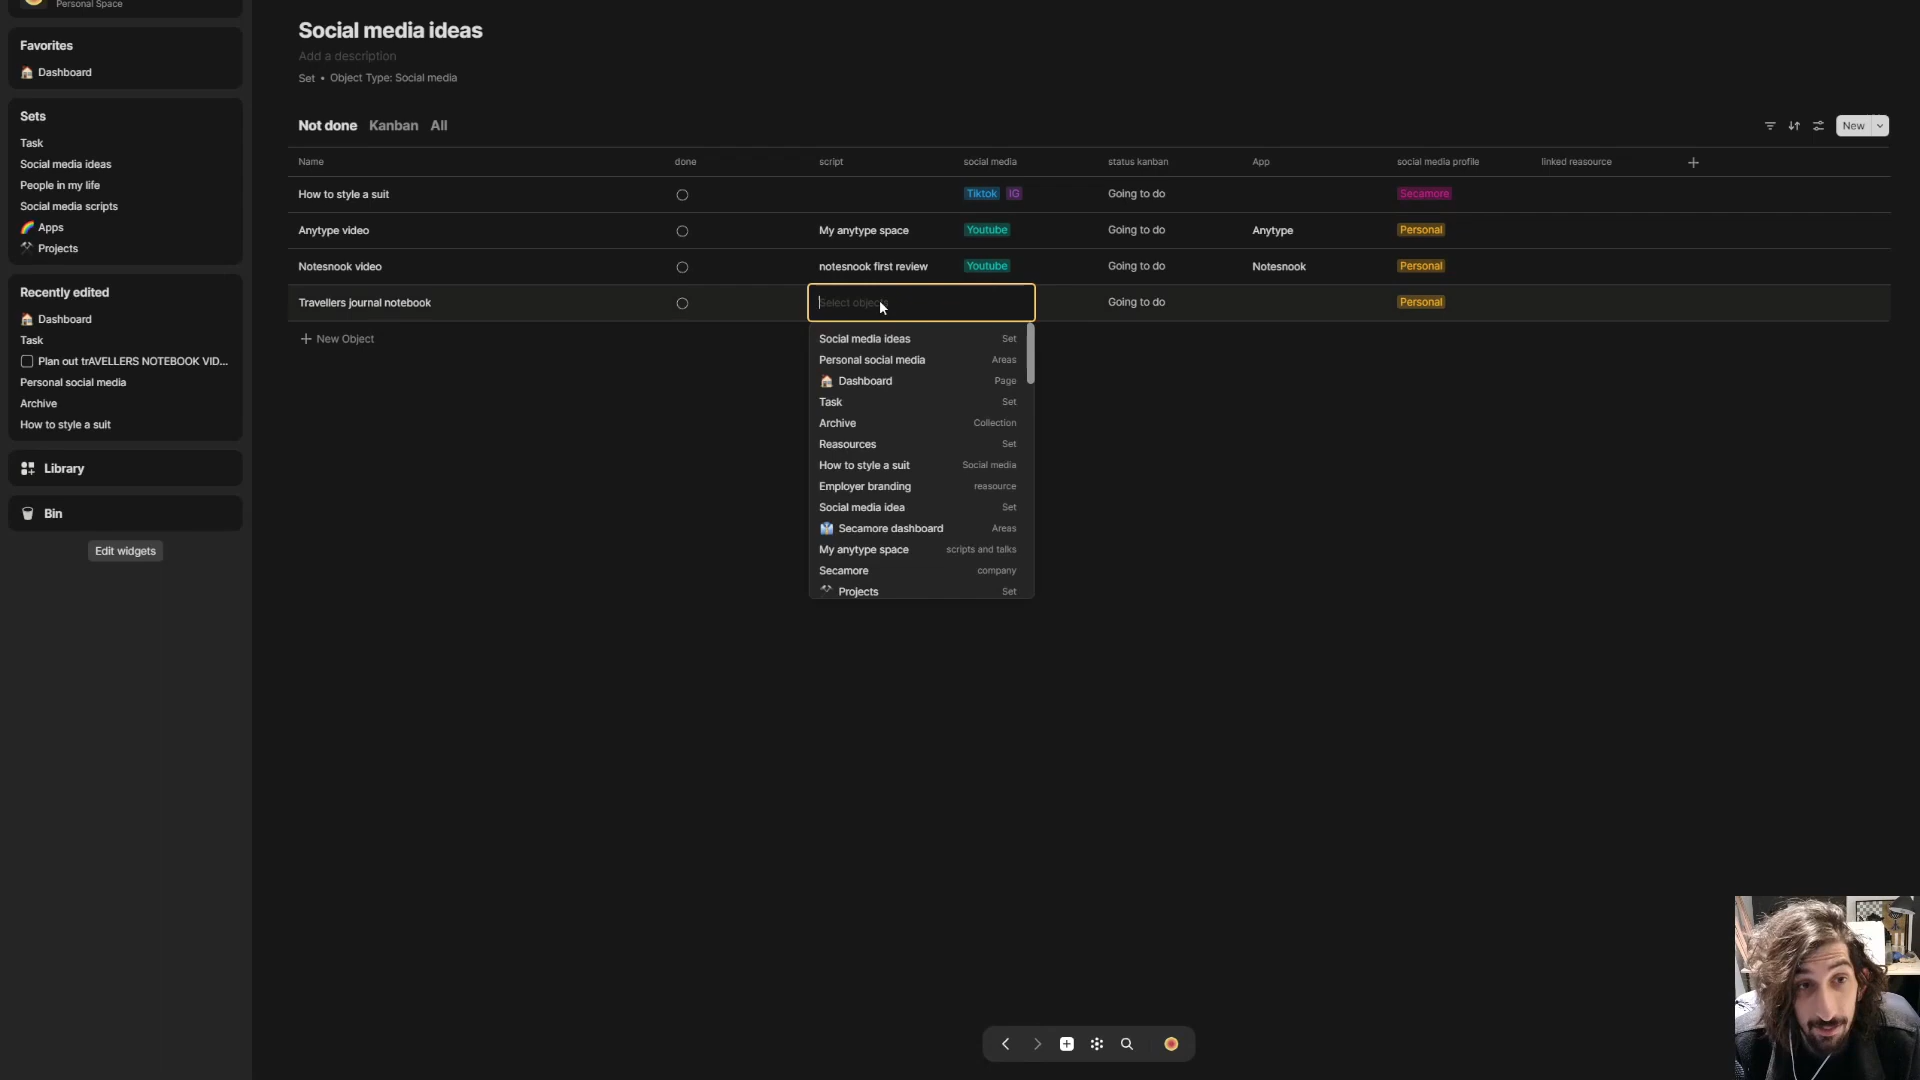 Personal Space
Favorites
🏠 Dashboard
Sets
Task
Social media ideas
People in my life
Social media scripts
🌈 Apps
⚒ Projects
Recently edited
🏠 Dashboard
Task
Plan out trAVELLERS NOTEBOOK VID...
Personal social media
Archive
How to style a suit
Library
Bin
Edit widgets
Social media ideas
Add a description
Set • Object Type: Social media
Not done Kanban All
New
Name done script social media status kanban App social media profile linked reasource
How to style a suit Tiktok IG Going to do Secamore
Anytype video My anytype space Youtube Going to do Anytype Personal
Notesnook video notesnook first review Youtube Going to do Notesnook Personal
Travellers journal notebook Select objects Going to do Personal
New Object
Social media ideas Set
Personal social media Areas
🏠 Dashboard Page
Task Set
Archive Collection
Reasources Set
How to style a suit Social media
Employer branding reasource
Social media idea Set
👔 Secamore dashboard Areas
My anytype space scripts and talks
Secamore company
⚒ Projects Set